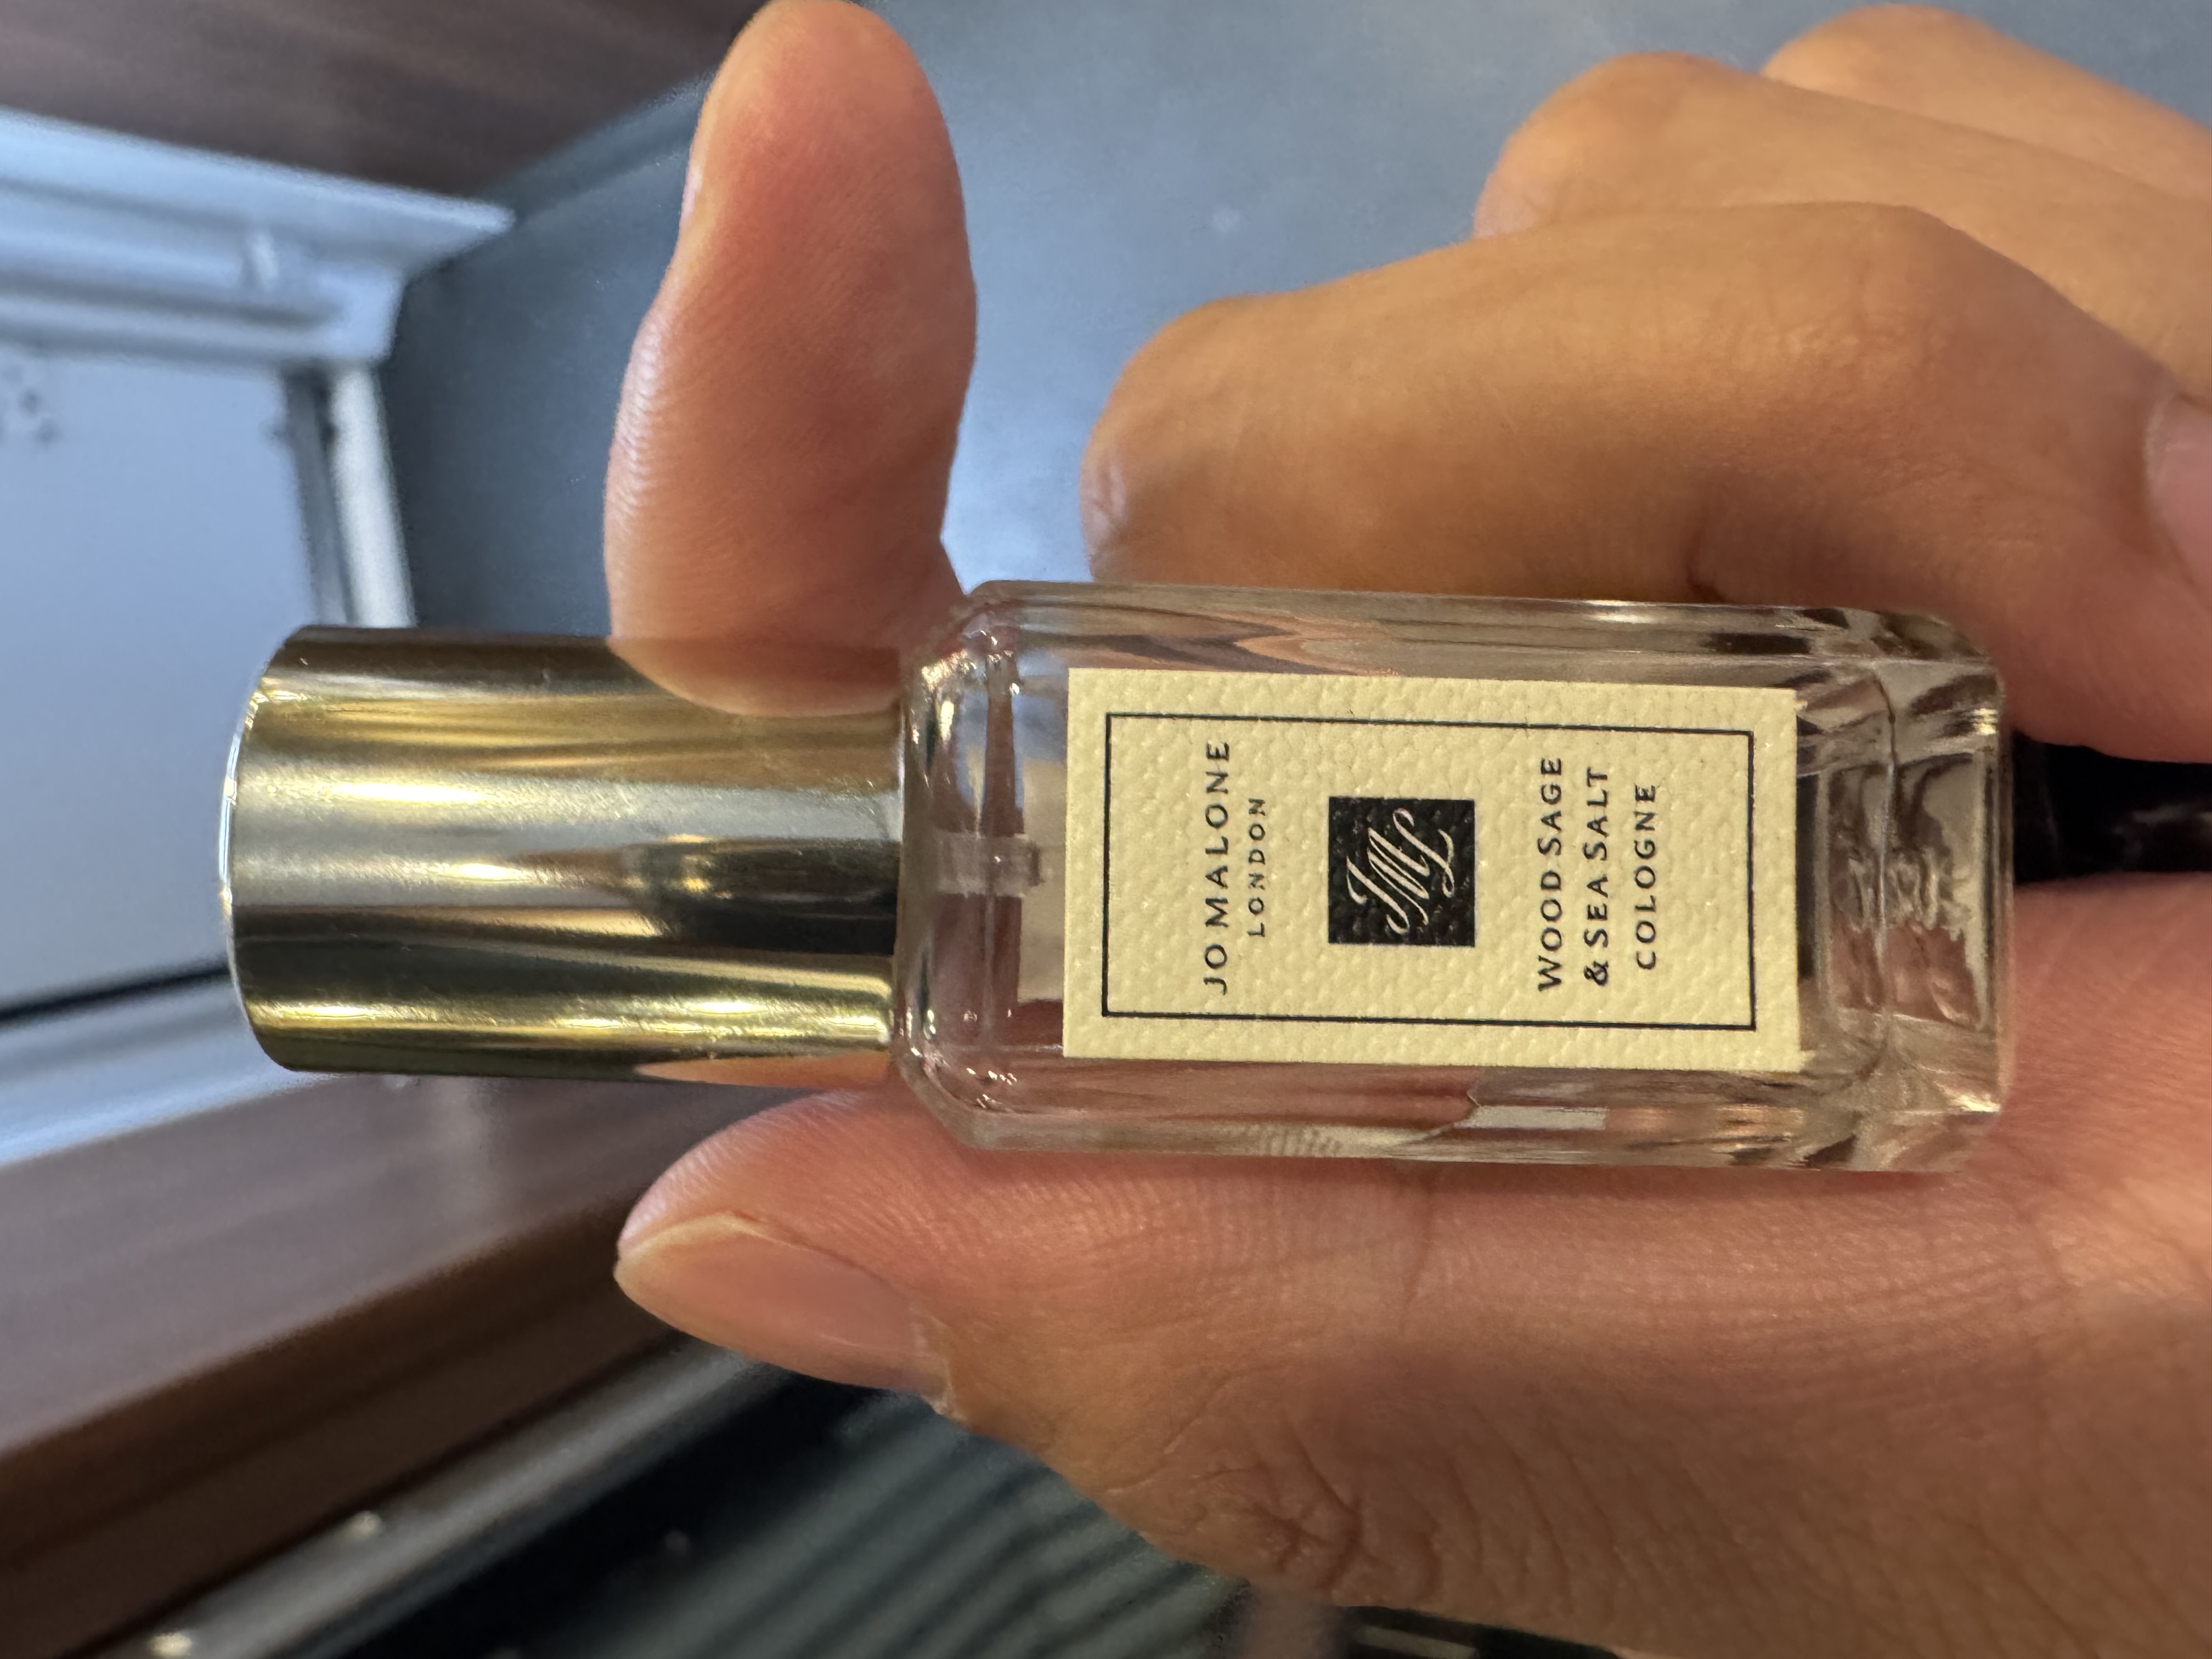 JO MALONE
LONDON
JML
WOOD SAGE
& SEA SALT
COLOGNE